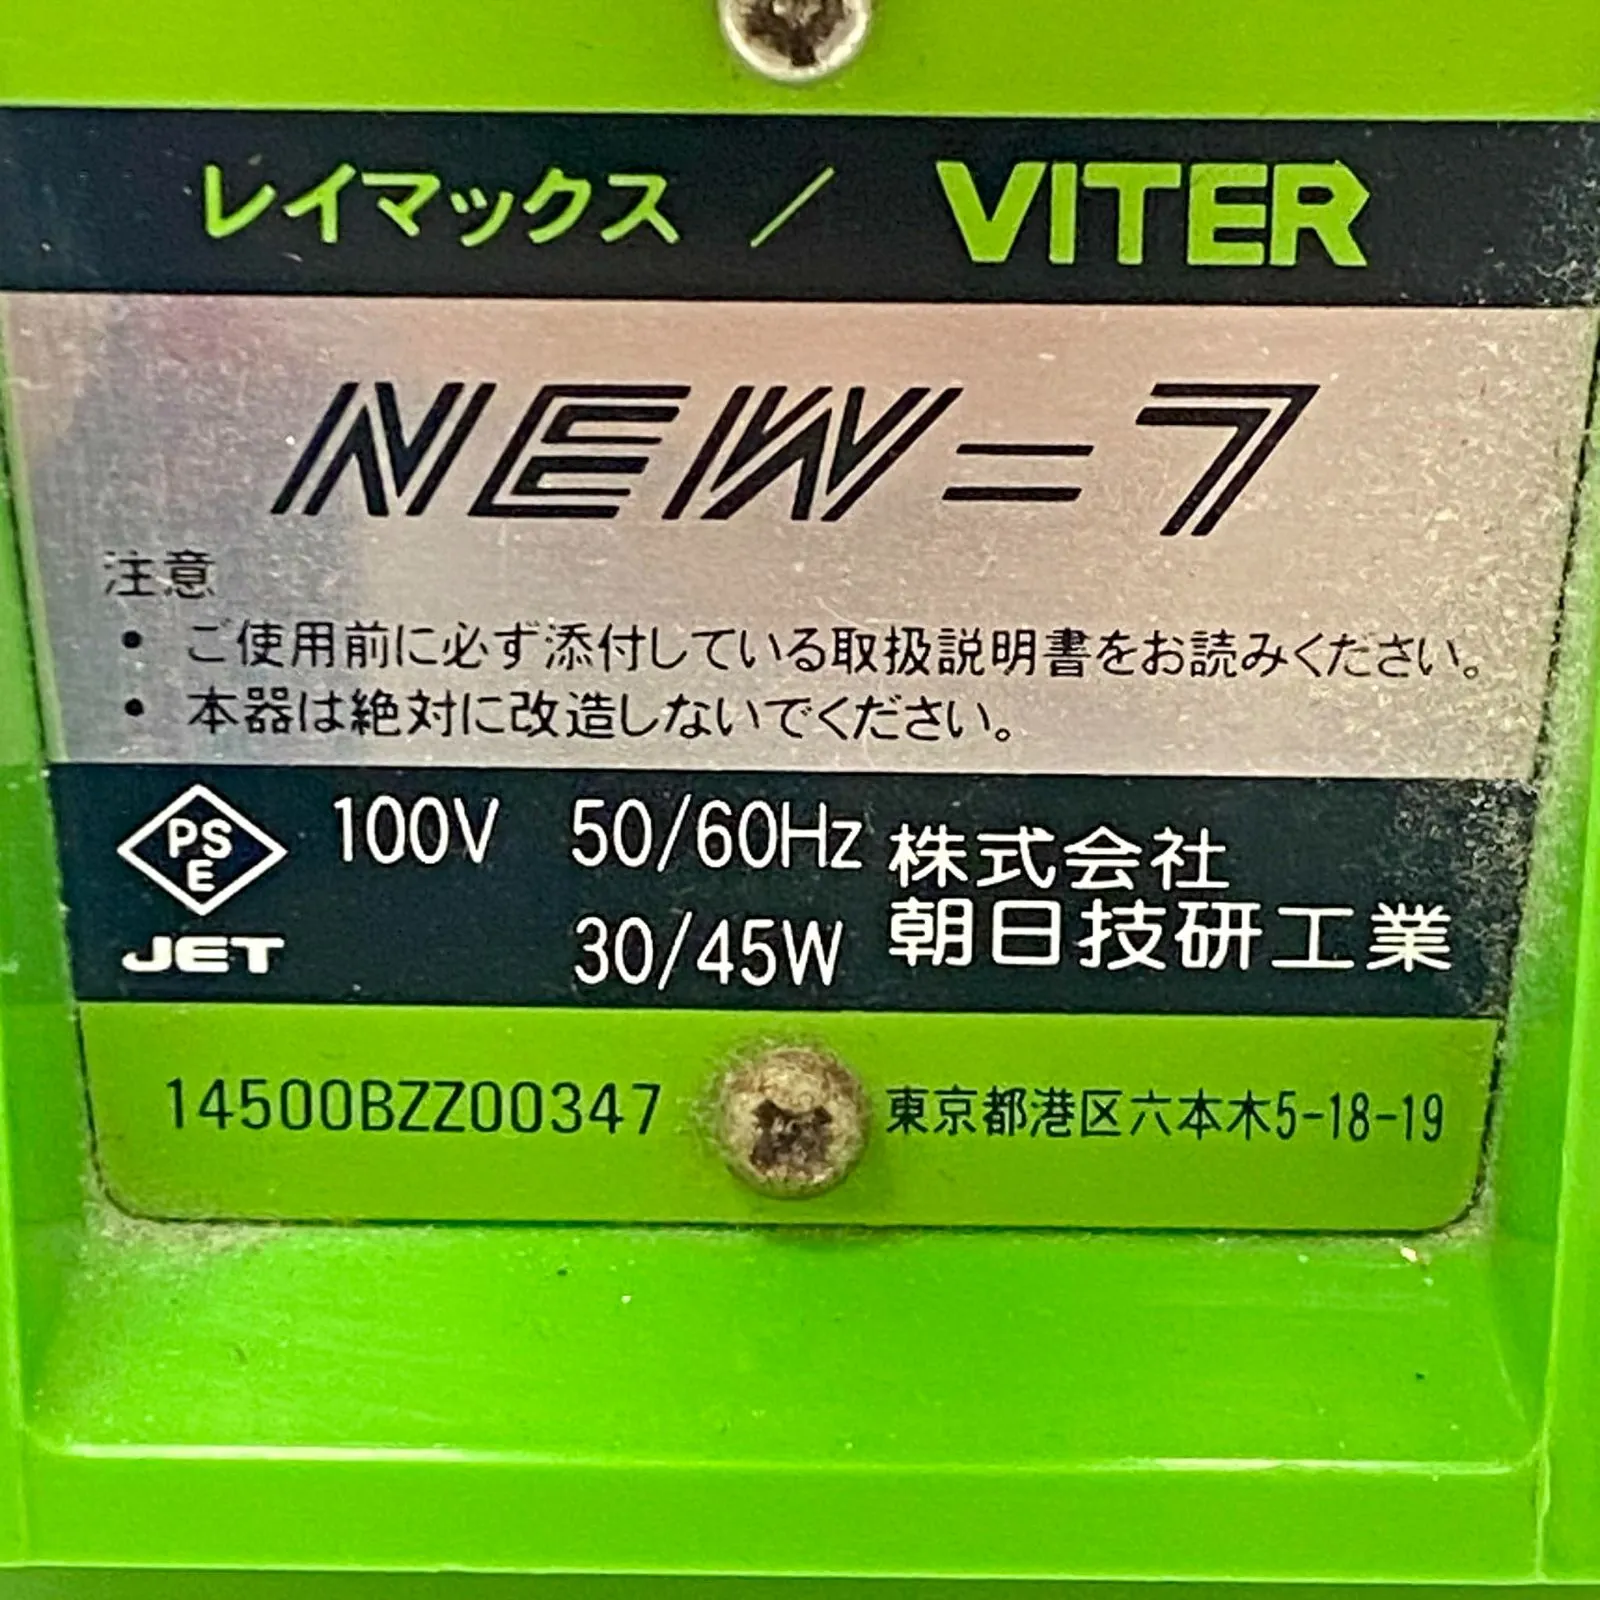 レイマックス / VITER
NEW=7
注意
• ご使用前に必ず添付している取扱説明書をお読みください。
• 本器は絶対に改造しないでください。
PS
E
JET
100V 50/60Hz
30/45W
株式会社
朝日技研工業
14500BZZ00347
東京都港区六本木5-18-19